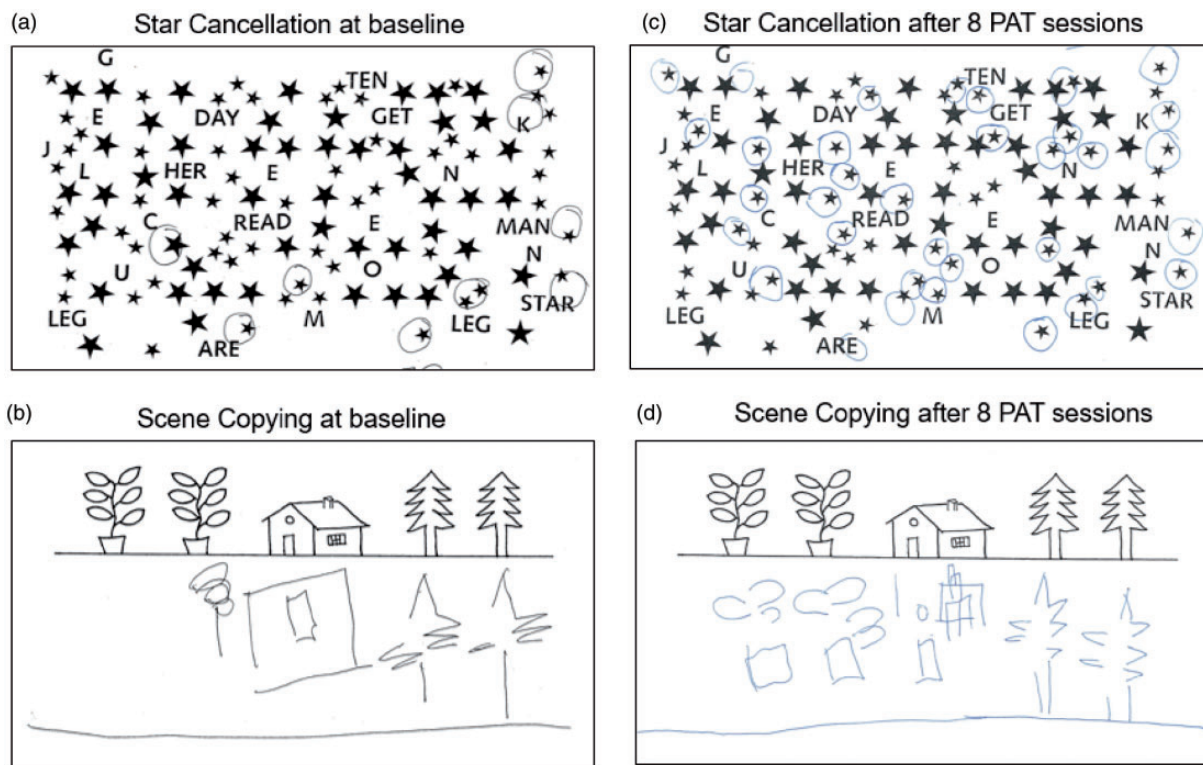 (a) Star Cancellation at baseline
G
TEN
E DAY GET K
J
L HER E N
C READ E MAN
N
U O
STAR
LEG M LEG
ARE
(c) Star Cancellation after 8 PAT sessions
G
TEN
E DAY GET K
J
L HER E N
C READ E MAN
N
U O
STAR
LEG M LEG
ARE
(b) Scene Copying at baseline
(d) Scene Copying after 8 PAT sessions